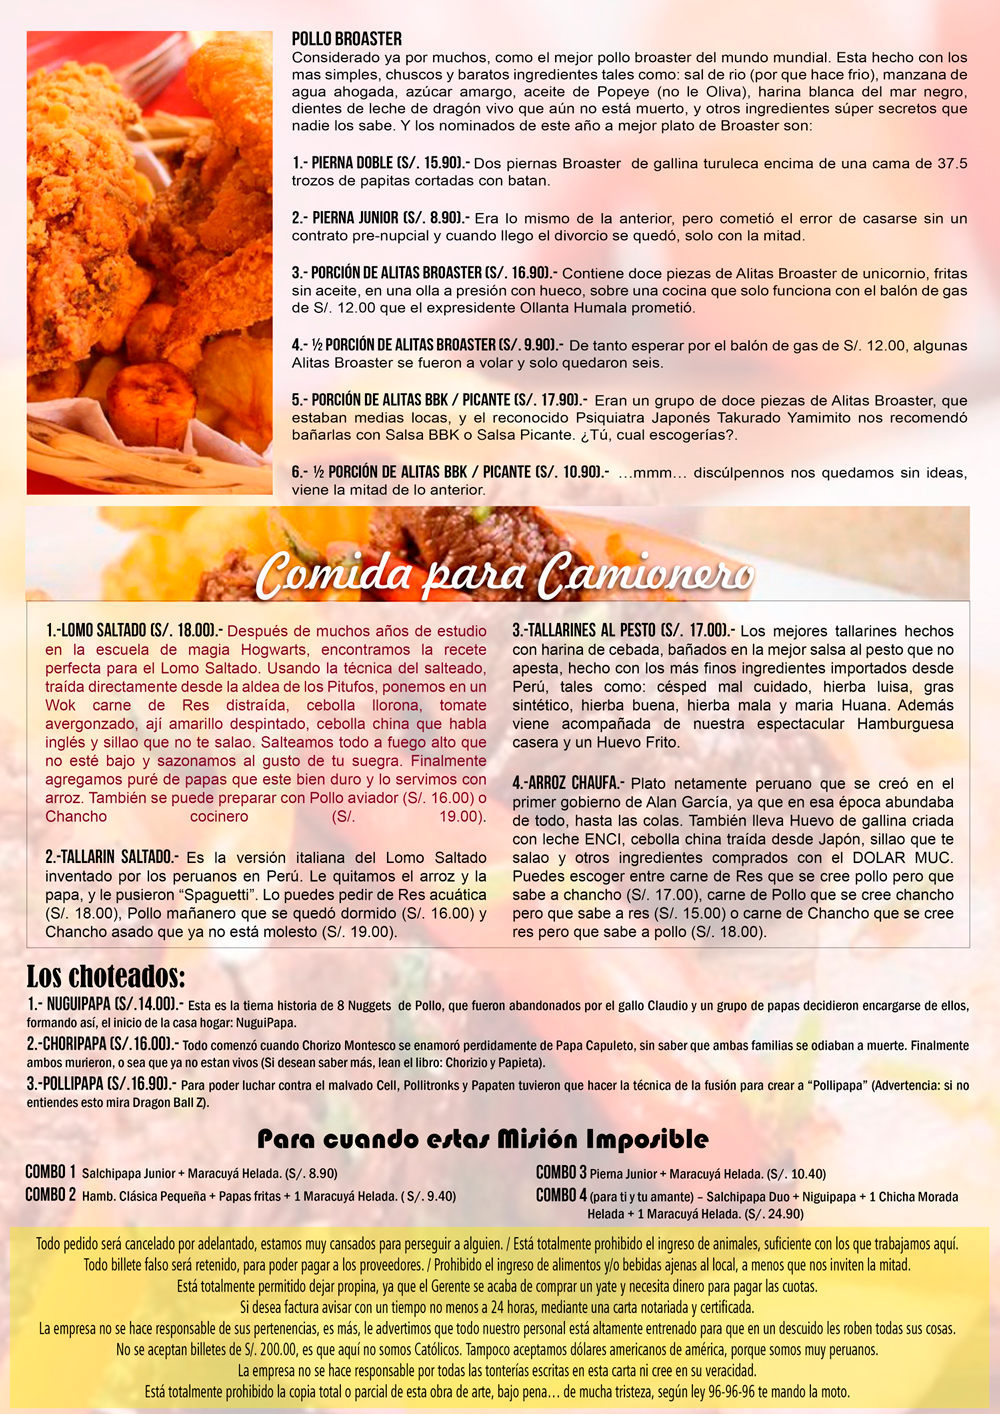 POLLO BROASTER
Considerado ya por muchos, como el mejor pollo broaster del mundo mundial. Esta hecho con los
mas simples, chuscos y baratos ingredientes tales como: sal de rio (por que hace frio), manzana de
agua ahogada, azúcar amargo, aceite de Popeye (no le Oliva), harina blanca del mar negro,
dientes de leche de dragón vivo que aún no está muerto, y otros ingredientes súper secretos que
nadie los sabe. Y los nominados de este año a mejor plato de Broaster son:
1.- PIERNA DOBLE (S/. 15.90).- Dos piernas Broaster de gallina turuleca encima de una cama de 37.5
trozos de papitas cortadas con batan.
2.- PIERNA JUNIOR (S/. 8.90).- Era lo mismo de la anterior, pero cometió el error de casarse sin un
contrato pre-nupcial y cuando llego el divorcio se quedó, solo con la mitad.
3.- PORCIÓN DE ALITAS BROASTER (S/. 16.90).- Contiene doce piezas de Alitas Broaster de unicornio, fritas
sin aceite, en una olla a presión con hueco, sobre una cocina que solo funciona con el balón de gas
de S/. 12.00 que el expresidente Ollanta Humala prometió.
4.- ½ PORCIÓN DE ALITAS BROASTER (S/. 9.90).- De tanto esperar por el balón de gas de S/. 12.00, algunas
Alitas Broaster se fueron a volar y solo quedaron seis.
5.- PORCIÓN DE ALITAS BBK / PICANTE (S/. 17.90).- Eran un grupo de doce piezas de Alitas Broaster, que
estaban medias locas, y el reconocido Psiquiatra Japonés Takurado Yamimito nos recomendó
bañarlas con Salsa BBK o Salsa Picante. ¿Tú, cual escogerías?.
6.- ½ PORCIÓN DE ALITAS BBK / PICANTE (S/. 10.90).- …mmm… discúlpennos nos quedamos sin ideas,
viene la mitad de lo anterior.
Comida para Camionero
1.-LOMO SALTADO (S/. 18.00).- Después de muchos años de estudio
en la escuela de magia Hogwarts, encontramos la recete
perfecta para el Lomo Saltado. Usando la técnica del salteado,
traída directamente desde la aldea de los Pitufos, ponemos en un
Wok carne de Res distraída, cebolla llorona, tomate
avergonzado, ají amarillo despintado, cebolla china que habla
inglés y sillao que no te salao. Salteamos todo a fuego alto que
no esté bajo y sazonamos al gusto de tu suegra. Finalmente
agregamos puré de papas que este bien duro y lo servimos con
arroz. También se puede preparar con Pollo aviador (S/. 16.00) o
Chancho cocinero (S/. 19.00).
2.-TALLARIN SALTADO.- Es la versión italiana del Lomo Saltado
inventado por los peruanos en Perú. Le quitamos el arroz y la
papa, y le pusieron “Spaguetti”. Lo puedes pedir de Res acuática
(S/. 18.00), Pollo mañanero que se quedó dormido (S/. 16.00) y
Chancho asado que ya no está molesto (S/. 19.00).
3.-TALLARINES AL PESTO (S/. 17.00).- Los mejores tallarines hechos
con harina de cebada, bañados en la mejor salsa al pesto que no
apesta, hecho con los más finos ingredientes importados desde
Perú, tales como: césped mal cuidado, hierba luisa, gras
sintético, hierba buena, hierba mala y maria Huana. Además
viene acompañada de nuestra espectacular Hamburguesa
casera y un Huevo Frito.
4.-ARROZ CHAUFA.- Plato netamente peruano que se creó en el
primer gobierno de Alan García, ya que en esa época abundaba
de todo, hasta las colas. También lleva Huevo de gallina criada
con leche ENCI, cebolla china traída desde Japón, sillao que te
salao y otros ingredientes comprados con el DOLAR MUC.
Puedes escoger entre carne de Res que se cree pollo pero que
sabe a chancho (S/. 17.00), carne de Pollo que se cree chancho
pero que sabe a res (S/. 15.00) o carne de Chancho que se cree
res pero que sabe a pollo (S/. 18.00).
Los choteados:
1.- NUGUIPAPA (S/.14.00).- Esta es la tierna historia de 8 Nuggets de Pollo, que fueron abandonados por el gallo Claudio y un grupo de papas decidieron encargarse de ellos,
formando así, el inicio de la casa hogar: NuguiPapa.
2.-CHORIPAPA (S/.16.00).- Todo comenzó cuando Chorizo Montesco se enamoró perdidamente de Papa Capuleto, sin saber que ambas familias se odiaban a muerte. Finalmente
ambos murieron, o sea que ya no estan vivos (Si desean saber más, lean el libro: Chorizio y Papieta).
3.-POLLIPAPA (S/.16.90).- Para poder luchar contra el malvado Cell, Pollitronks y Papaten tuvieron que hacer la técnica de la fusión para crear a “Pollipapa” (Advertencia: si no
entiendes esto mira Dragon Ball Z).
Para cuando estas Misión Imposible
COMBO 1 Salchipapa Junior + Maracuyá Helada. (S/. 8.90)
COMBO 2 Hamb. Clásica Pequeña + Papas fritas + 1 Maracuyá Helada. ( S/. 9.40)
COMBO 3 Pierna Junior + Maracuyá Helada. (S/. 10.40)
COMBO 4 (para ti y tu amante) – Salchipapa Duo + Niguipapa + 1 Chicha Morada
Helada + 1 Maracuyá Helada. (S/. 24.90)
Todo pedido será cancelado por adelantado, estamos muy cansados para perseguir a alguien. / Está totalmente prohibido el ingreso de animales, suficiente con los que trabajamos aquí.
Todo billete falso será retenido, para poder pagar a los proveedores. / Prohibido el ingreso de alimentos y/o bebidas ajenas al local, a menos que nos inviten la mitad.
Está totalmente permitido dejar propina, ya que el Gerente se acaba de comprar un yate y necesita dinero para pagar las cuotas.
Si desea factura avisar con un tiempo no menos a 24 horas, mediante una carta notariada y certificada.
La empresa no se hace responsable de sus pertenencias, es más, le advertimos que todo nuestro personal está altamente entrenado para que en un descuido les roben todas sus cosas.
No se aceptan billetes de S/. 200.00, es que aquí no somos Católicos. Tampoco aceptamos dólares americanos de américa, porque somos muy peruanos.
La empresa no se hace responsable por todas las tonterías escritas en esta carta ni cree en su veracidad.
Está totalmente prohibido la copia total o parcial de esta obra de arte, bajo pena… de mucha tristeza, según ley 96-96-96 te mando la moto.